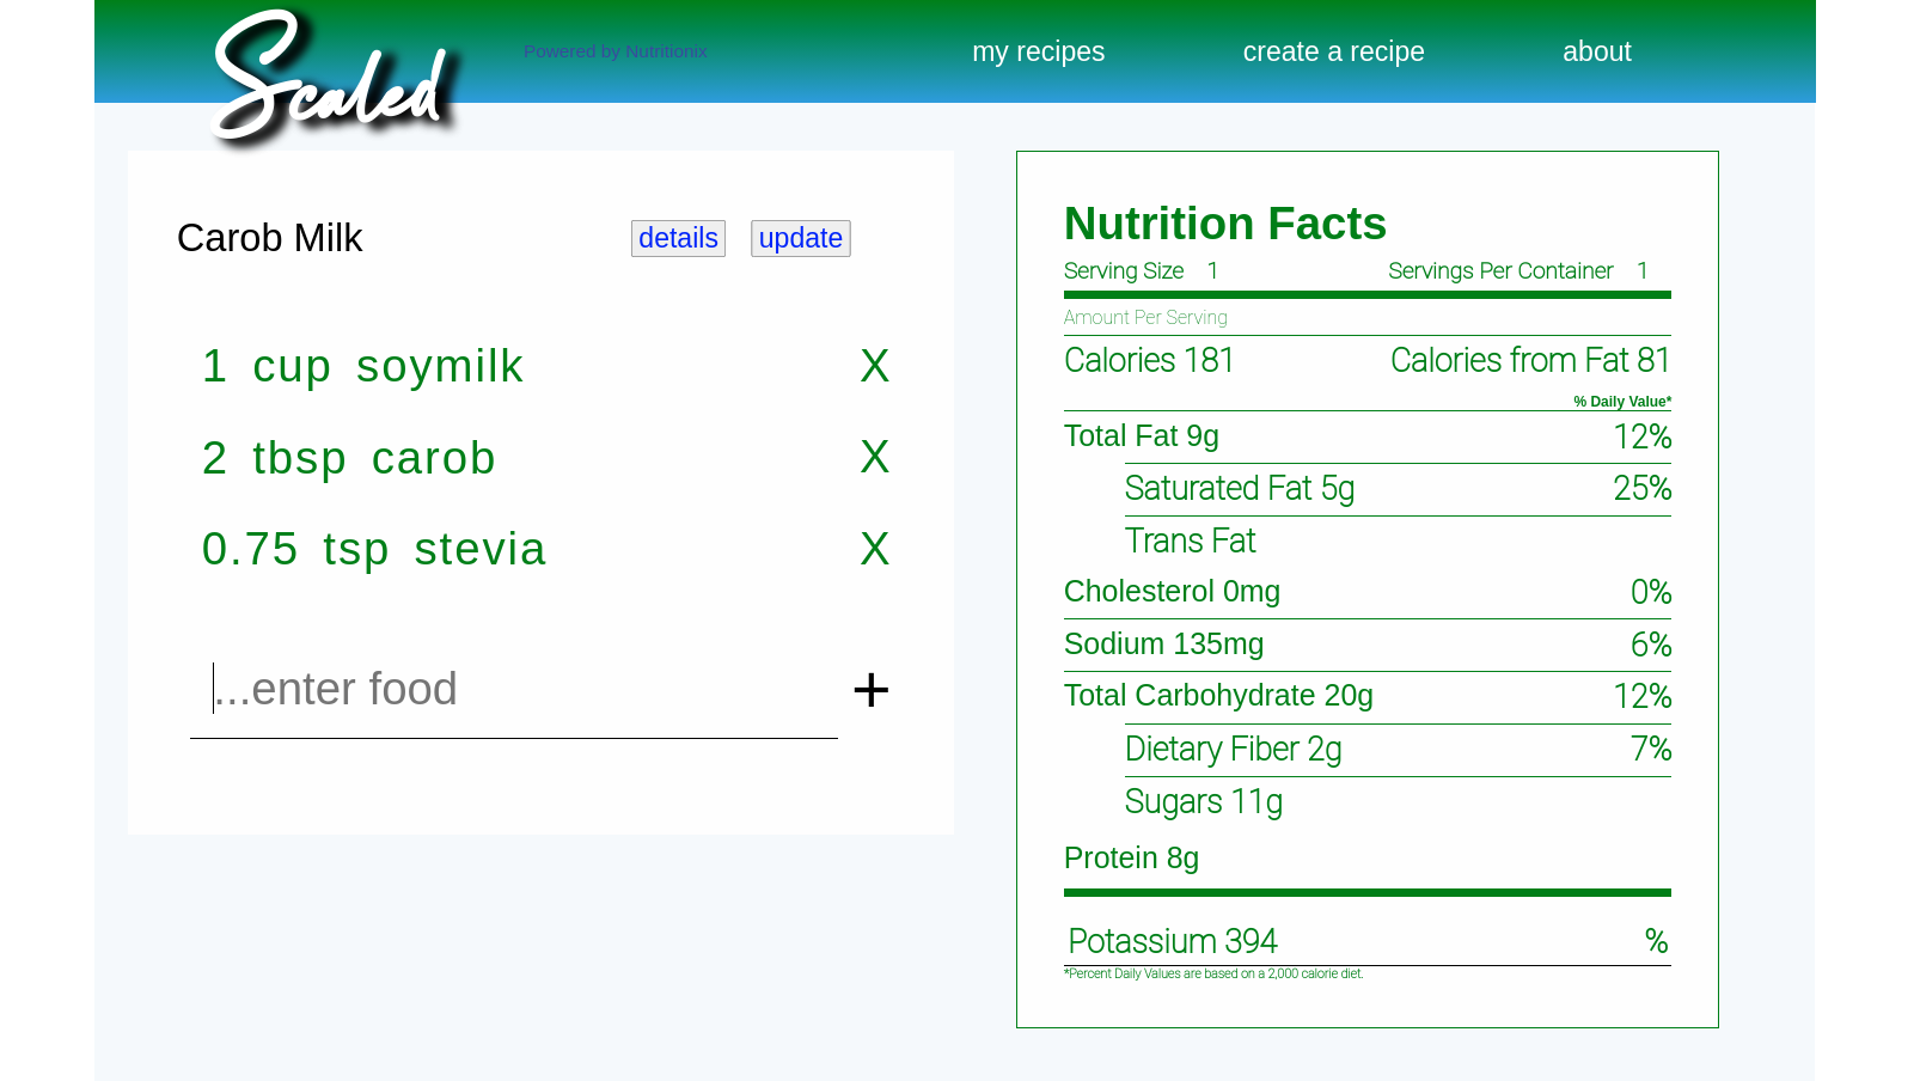 Scaled
Powered by Nutritionix
my recipes
create a recipe
about
Carob Milk
details
update
1 cup soymilk X
2 tbsp carob X
0.75 tsp stevia X
...enter food +
Nutrition Facts
Serving Size 1 Servings Per Container 1
Amount Per Serving
Calories 181 Calories from Fat 81
% Daily Value*
Total Fat 9g 12%
Saturated Fat 5g 25%
Trans Fat
Cholesterol 0mg 0%
Sodium 135mg 6%
Total Carbohydrate 20g 12%
Dietary Fiber 2g 7%
Sugars 11g
Protein 8g
Potassium 394 %
*Percent Daily Values are based on a 2,000 calorie diet.